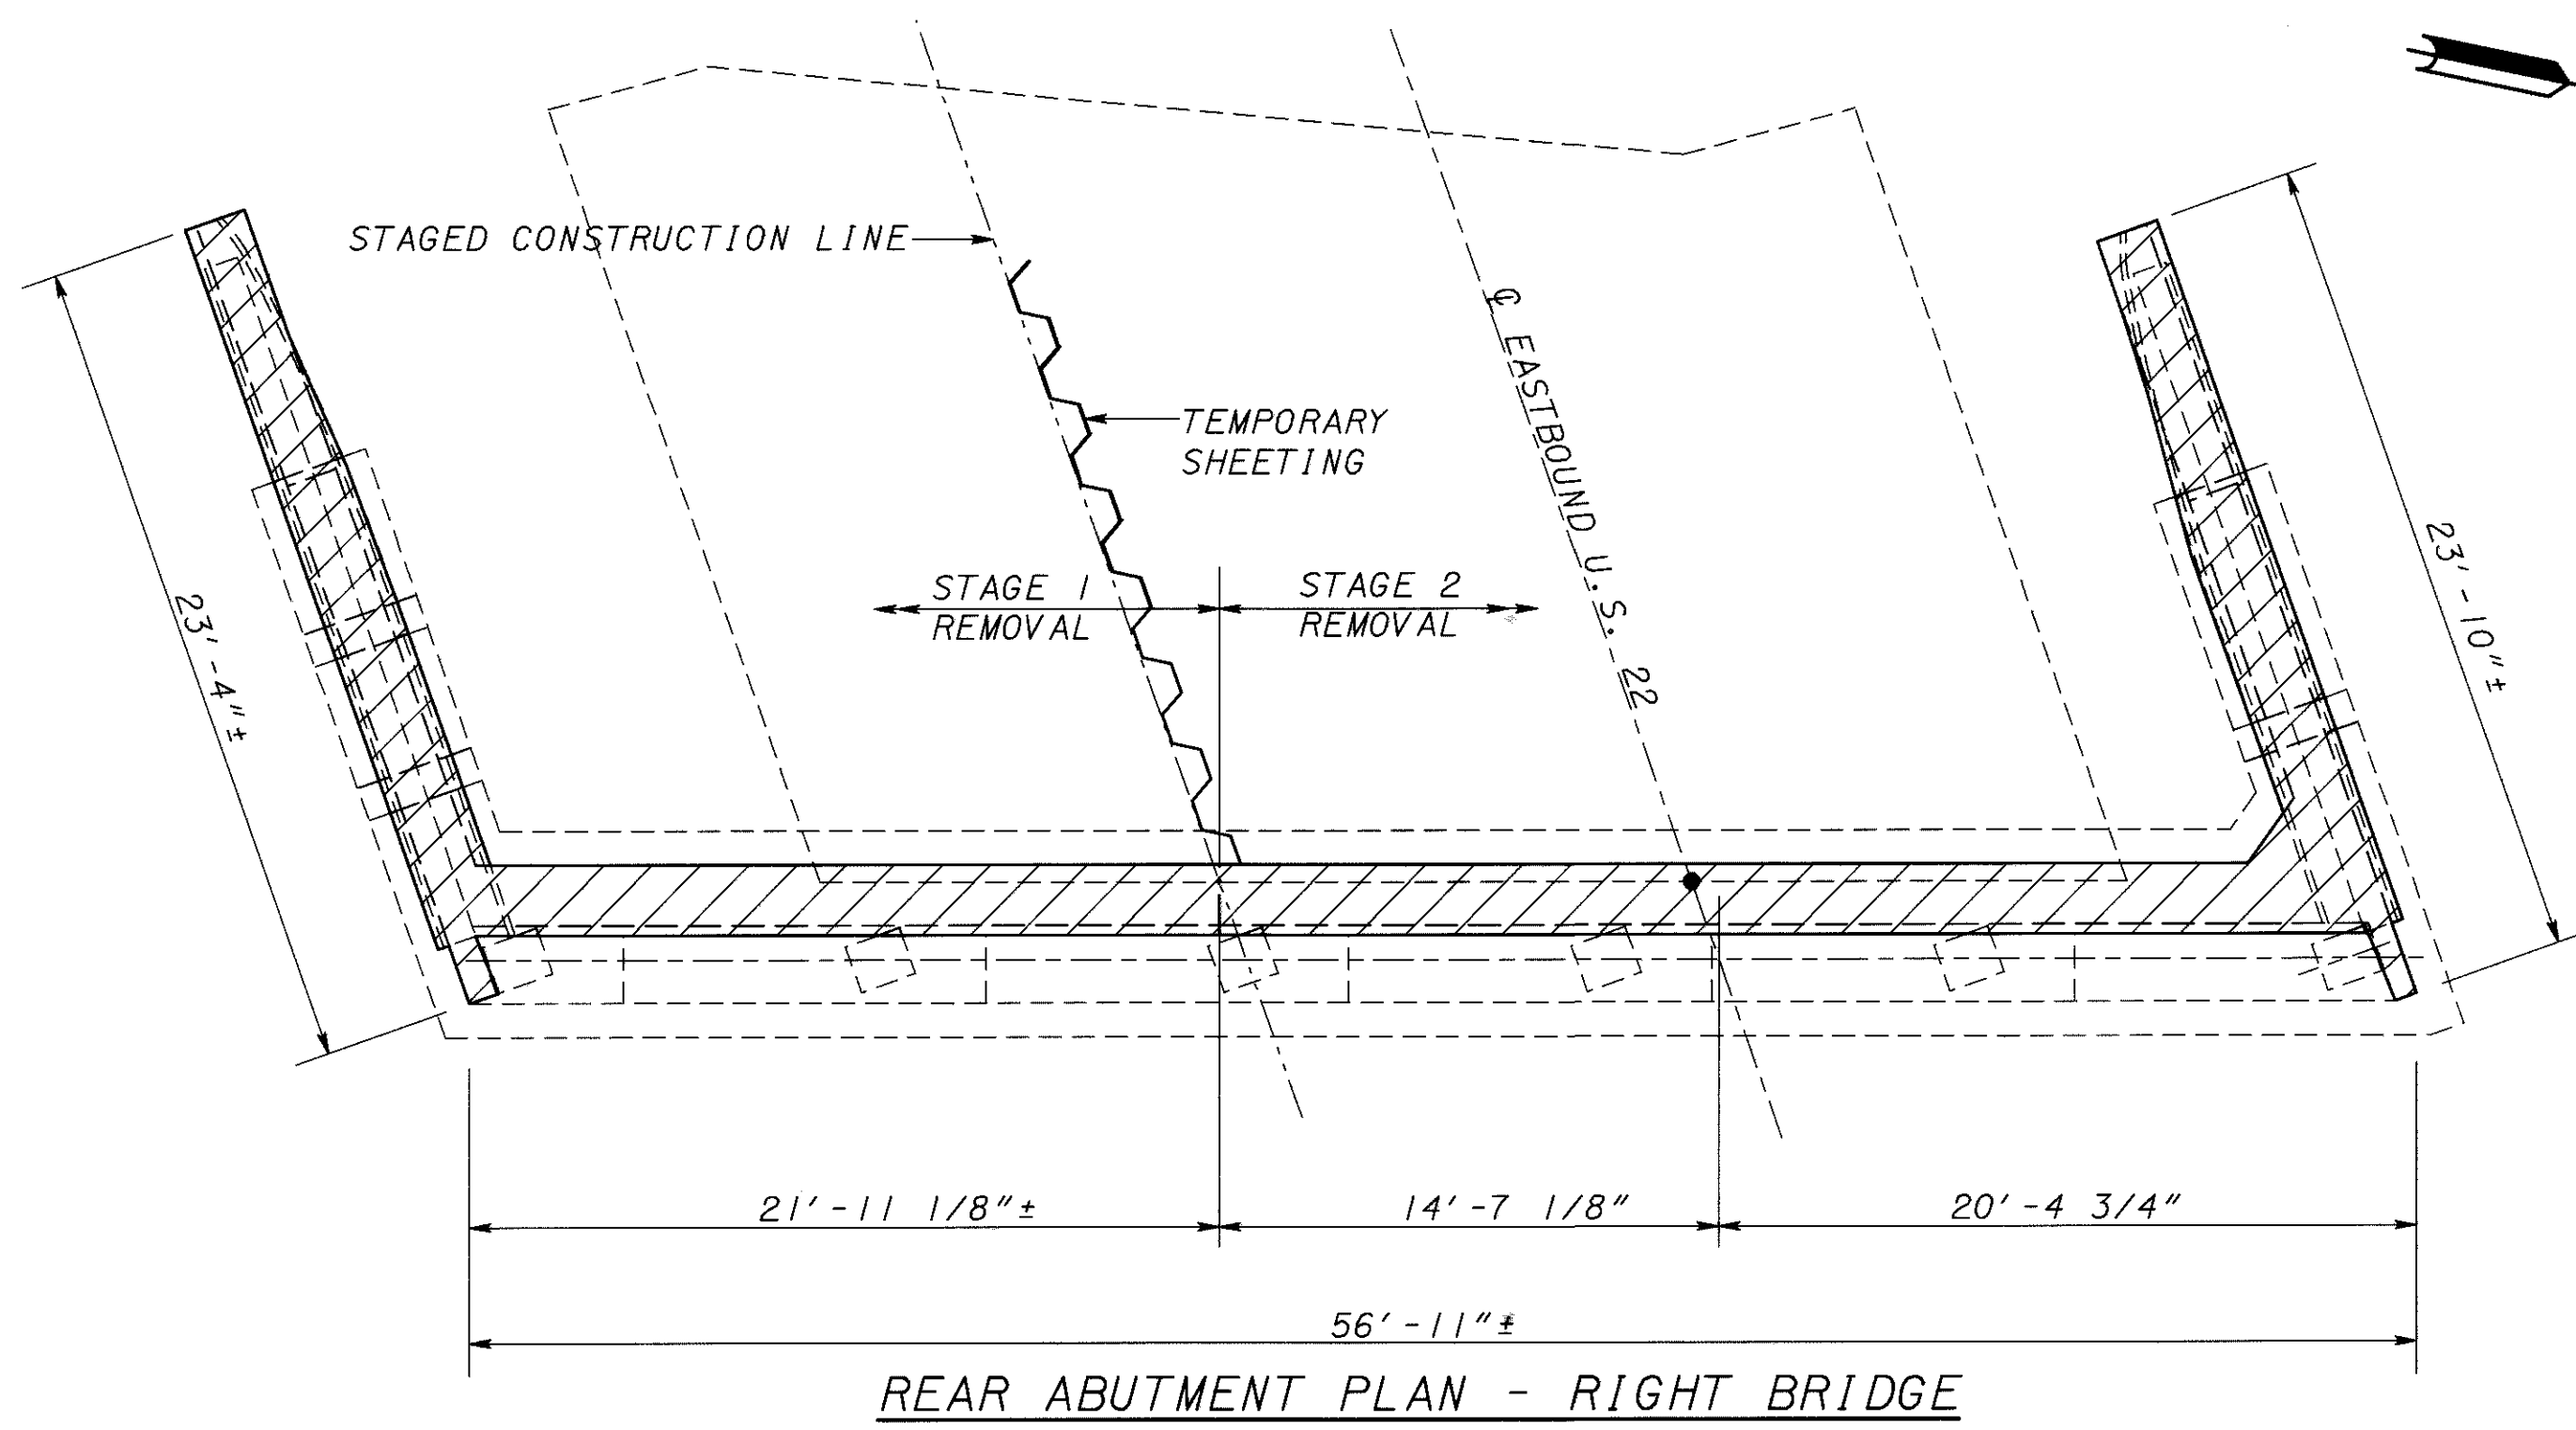 STAGED CONSTRUCTION LINE
TEMPORARY
SHEETING
℄ EASTBOUND U.S. 22
STAGE 1
REMOVAL
STAGE 2
REMOVAL
23'-4"±
23'-10"±
21'-11 1/8"±
14'-7 1/8"
20'-4 3/4"
56'-11"±
REAR ABUTMENT PLAN - RIGHT BRIDGE